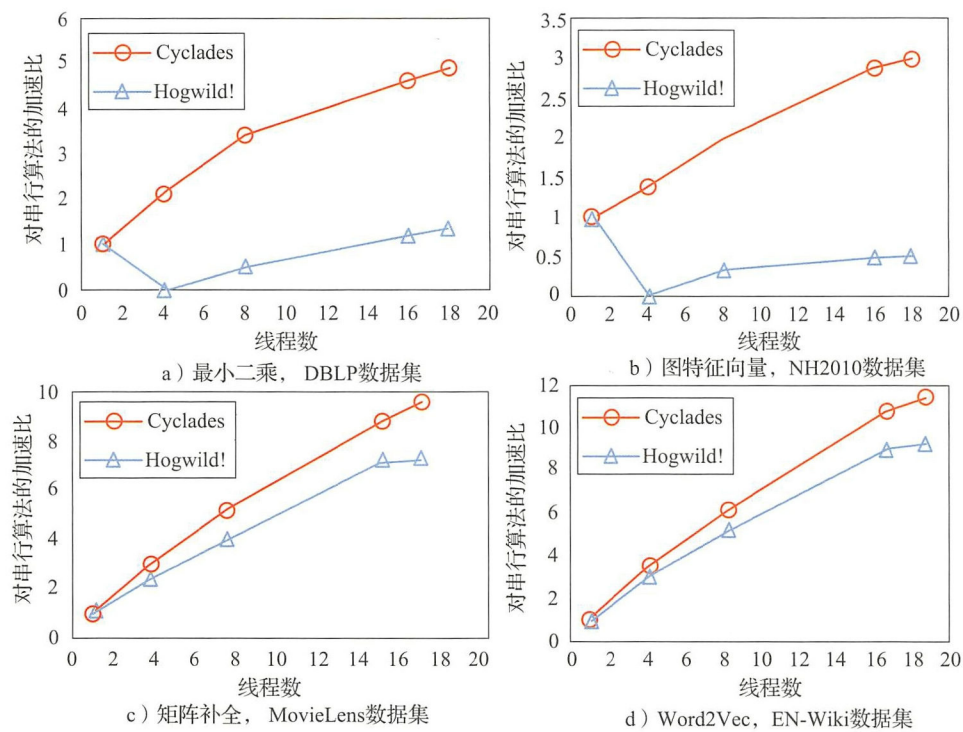 6
5
4
3
2
1
0
对串行算法的加速比
Cyclades
Hogwild!
0 2 4 6 8 10 12 14 16 18 20
线程数
a）最小二乘， DBLP数据集
3.5
3
2.5
2
1.5
1
0.5
0
对串行算法的加速比
Cyclades
Hogwild!
0 2 4 6 8 10 12 14 16 18 20
线程数
b）图特征向量，NH2010数据集
10
8
6
4
2
0
对串行算法的加速比
Cyclades
Hogwild!
0 2 4 6 8 10 12 14 16 18 20
线程数
c）矩阵补全， MovieLens数据集
12
10
8
6
4
2
0
对串行算法的加速比
Cyclades
Hogwild!
0 2 4 6 8 10 12 14 16 18 20
线程数
d）Word2Vec，EN-Wiki数据集